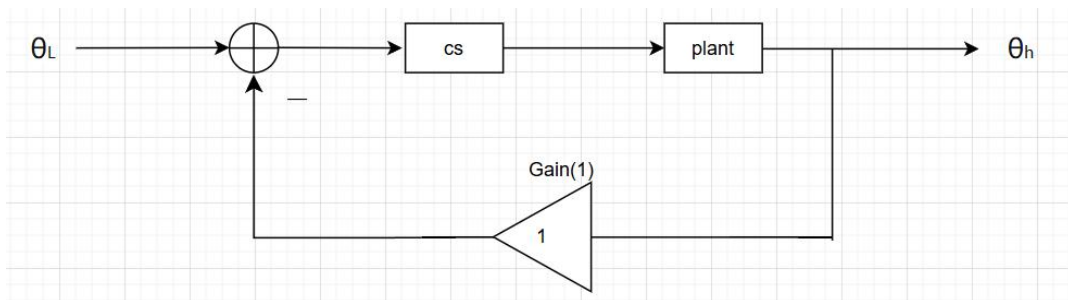 θL
cs
plant
θh
—
Gain(1)
1